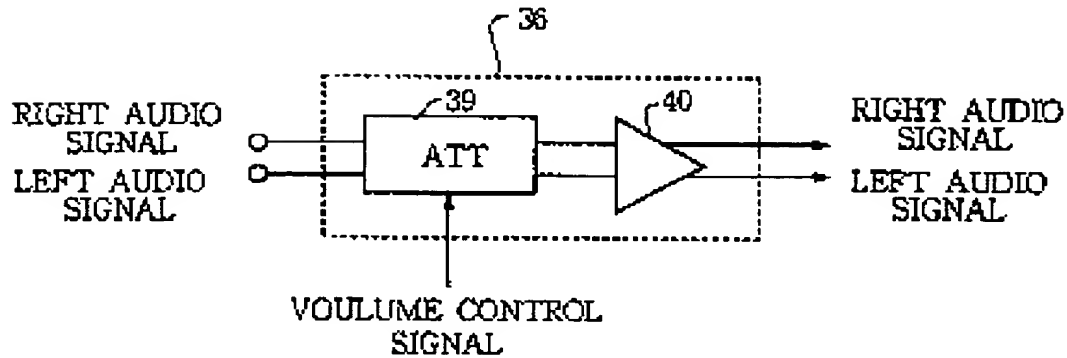 36
RIGHT AUDIO
SIGNAL
LEFT AUDIO
SIGNAL
39
ATT
40
RIGHT AUDIO
SIGNAL
LEFT AUDIO
SIGNAL
VOULUME CONTROL
SIGNAL